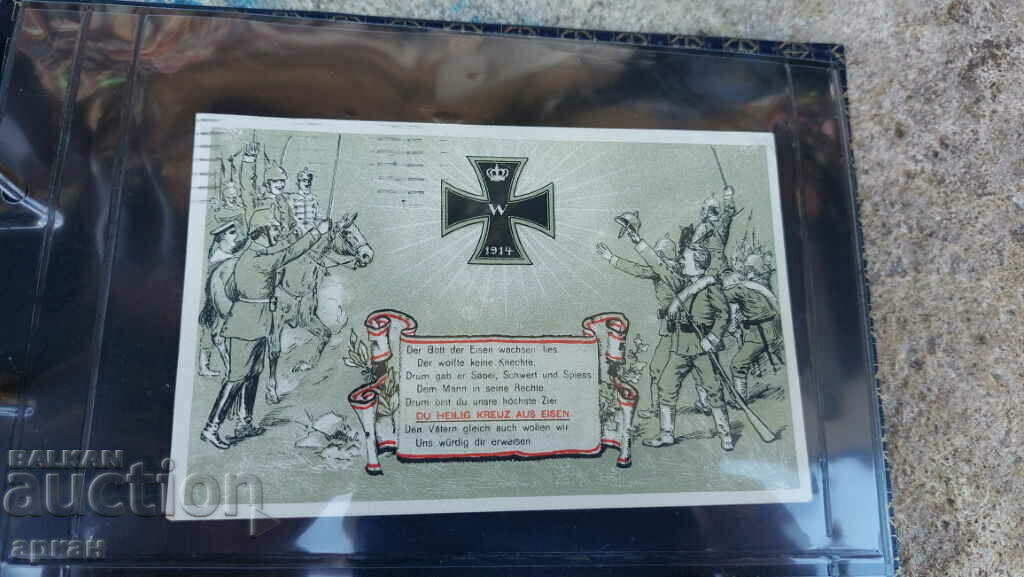 W
1914
Der Gott der Eisen wachsen lies
Der wollte keine Knechte,
Drum gab er Säbel, Schwert und Spiess
Dem Mann in seine Rechte.
Drum bist du unsre höchste Zier
DU HEILIG KREUZ AUS EISEN
Den Vätern gleich auch wollen wir
Uns würdig dir erweisen.
BALKAN
auction
аркан